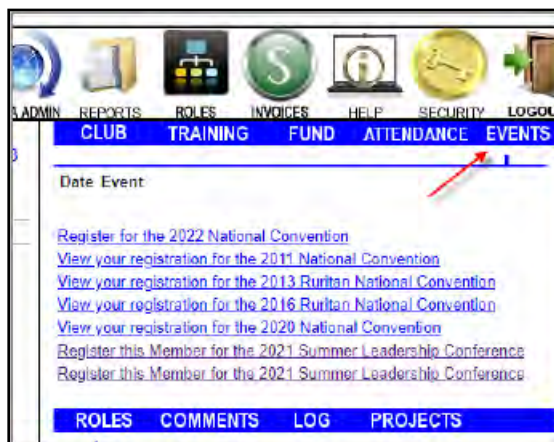 A ADMIN REPORTS ROLES INVOICES HELP SECURITY LOGOU
CLUB TRAINING FUND ATTENDANCE EVENTS
Date Event
Register for the 2022 National Convention
View your registration for the 2011 National Convention
View your registration for the 2013 Ruritan National Convention
View your registration for the 2016 Ruritan National Convention
View your registration for the 2020 National Convention
Register this Member for the 2021 Summer Leadership Conference
Register this Member for the 2021 Summer Leadership Conference
ROLES COMMENTS LOG PROJECTS